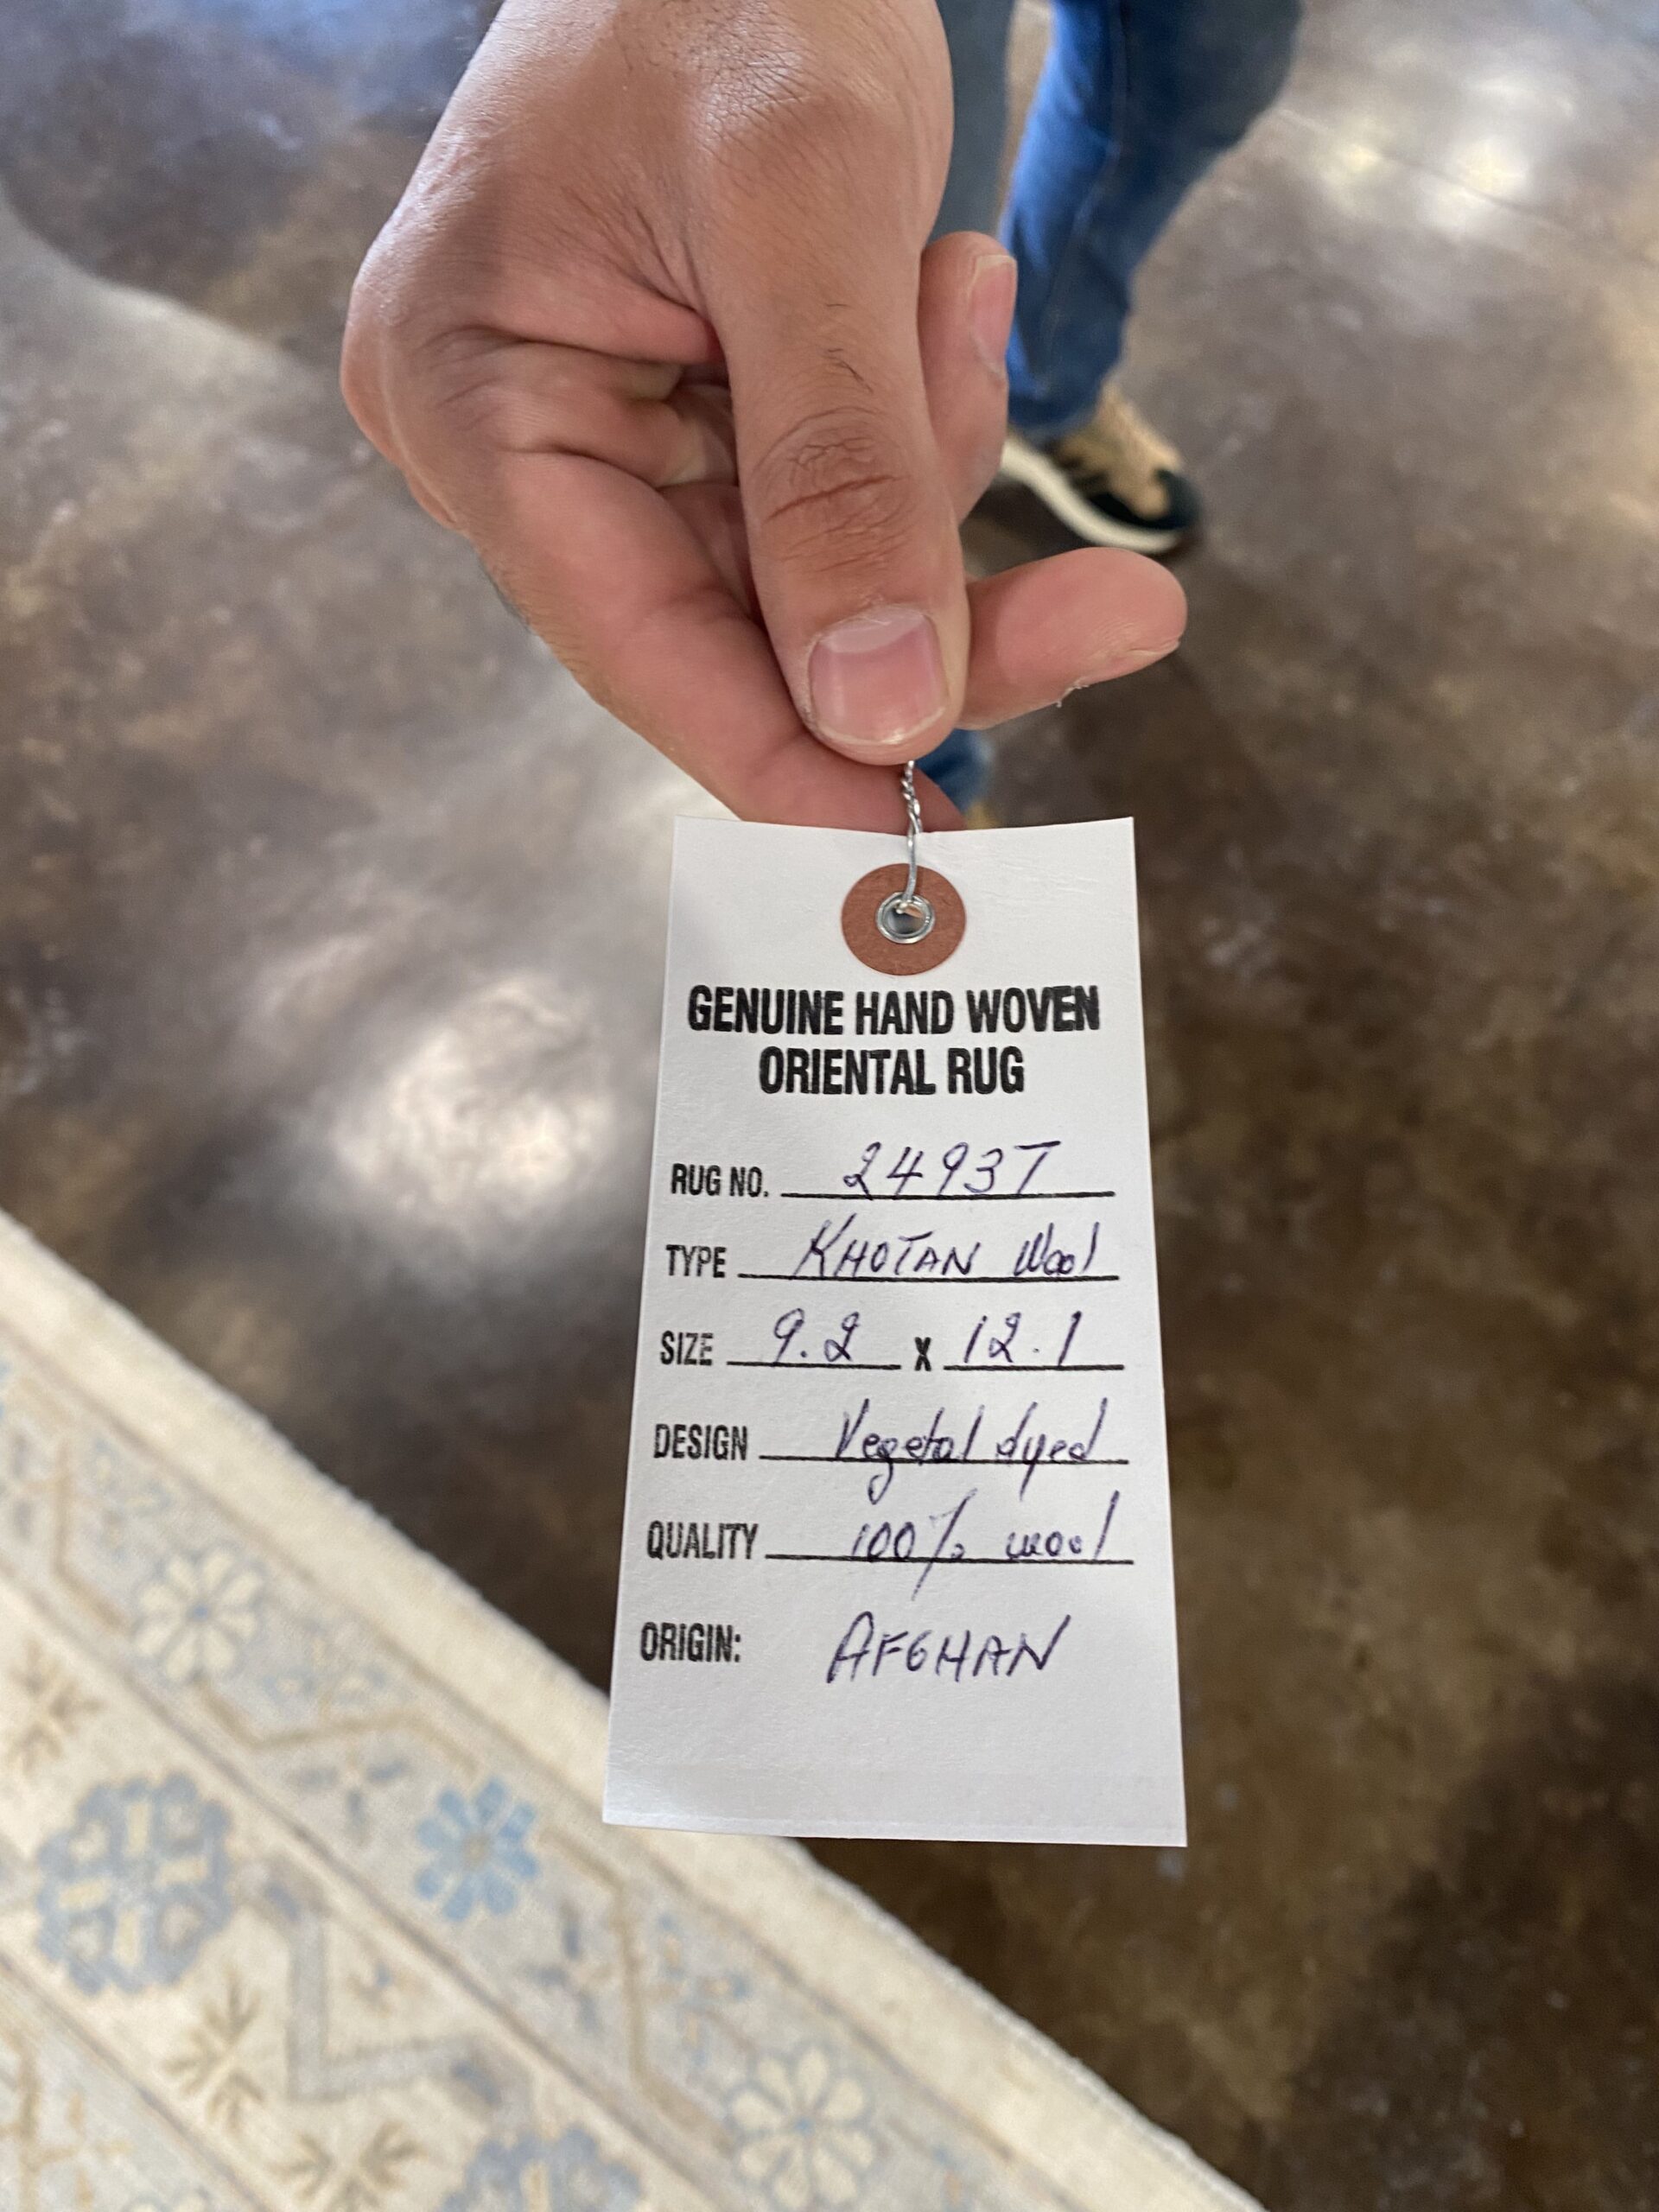 GENUINE HAND WOVEN
ORIENTAL RUG
RUG NO. 24937
TYPE KHOTAN Wool
SIZE 9.2 X 12.1
DESIGN Vegetal dyed
QUALITY 100% wool
ORIGIN: AFGHAN